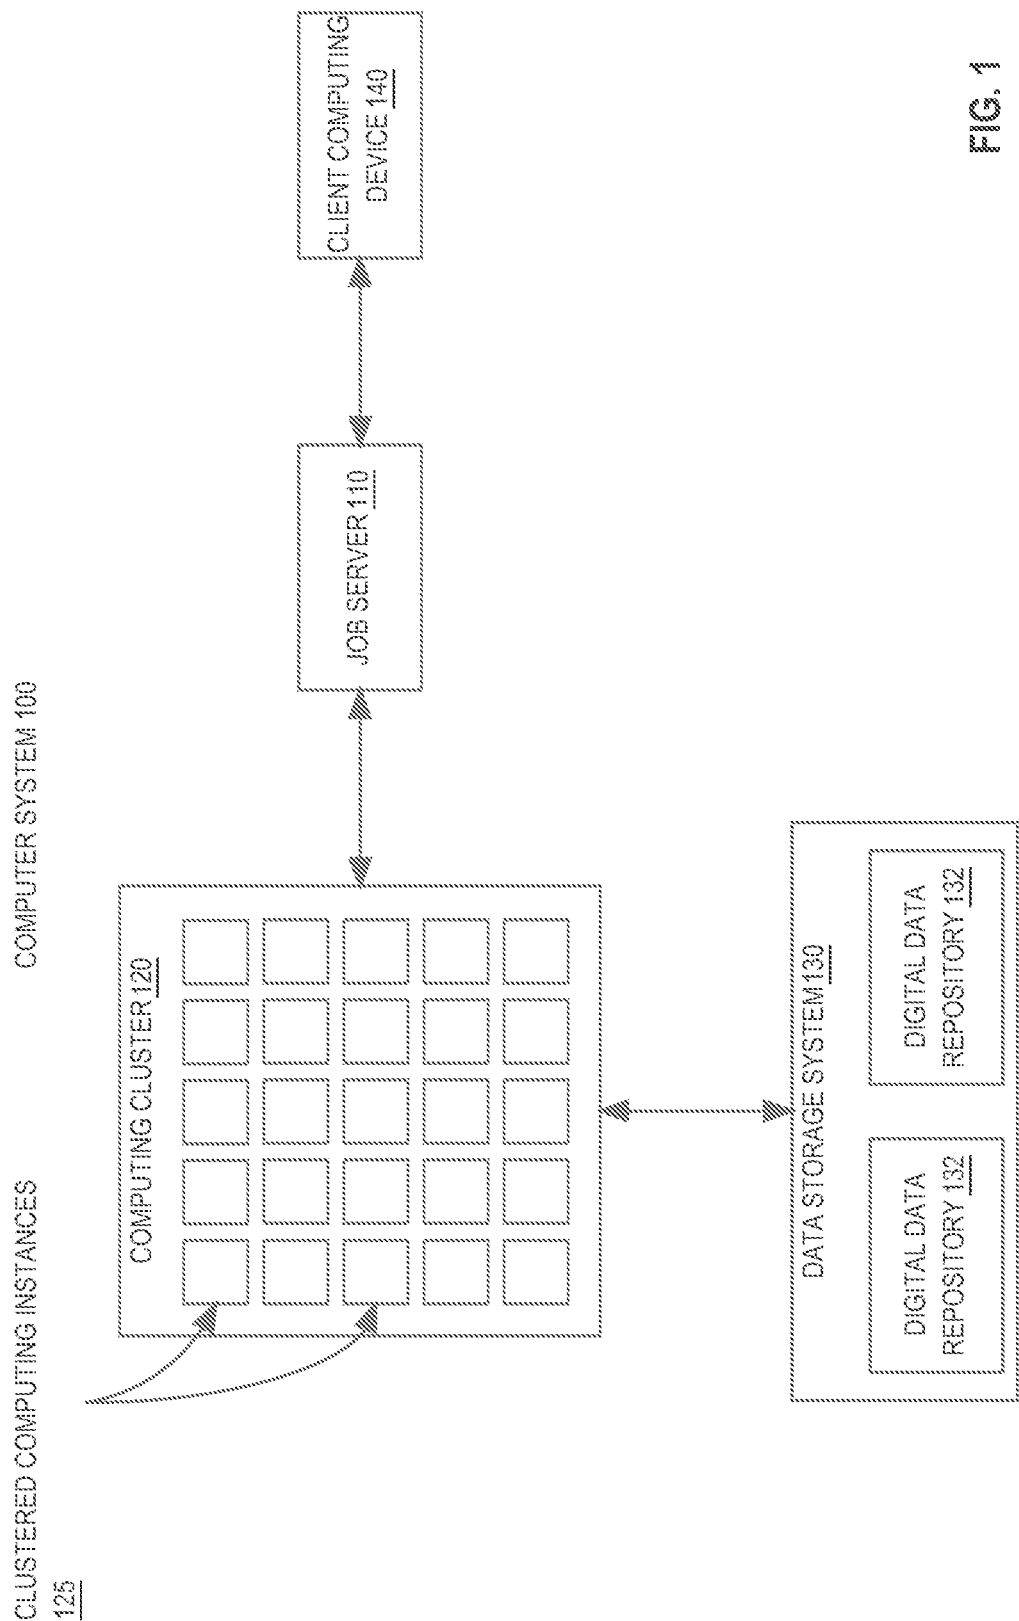 COMPUTER SYSTEM 100
CLUSTERED COMPUTING INSTANCES
125
COMPUTING CLUSTER 120
JOB SERVER 110
CLIENT COMPUTING
DEVICE 140
DATA STORAGE SYSTEM 130
DIGITAL DATA
REPOSITORY 132
DIGITAL DATA
REPOSITORY 132
FIG. 1